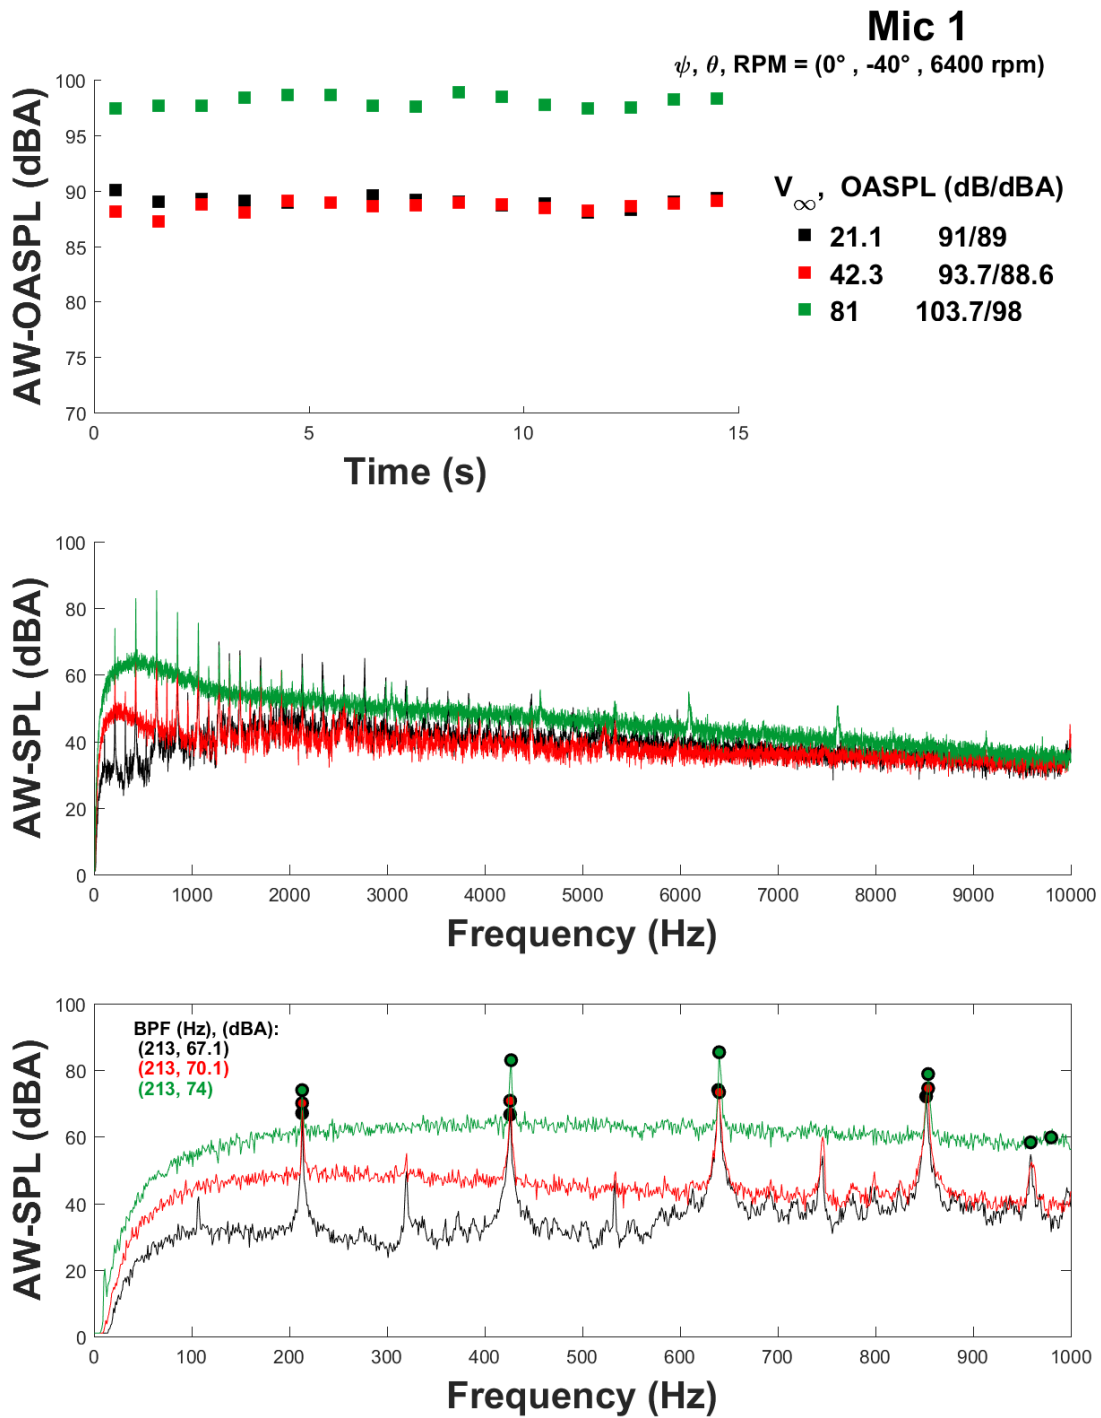 Mic 1
ψ, θ, RPM = (0° , -40° , 6400 rpm)
100
95
90
85
80
75
70
AW-OASPL (dBA)
0 5 10 15
Time (s)
V∞, OASPL (dB/dBA)
21.1 91/89
42.3 93.7/88.6
81 103.7/98
100
80
60
40
20
0
AW-SPL (dBA)
0 1000 2000 3000 4000 5000 6000 7000 8000 9000 10000
Frequency (Hz)
100
80
60
40
20
0
AW-SPL (dBA)
BPF (Hz), (dBA):
(213, 67.1)
(213, 70.1)
(213, 74)
0 100 200 300 400 500 600 700 800 900 1000
Frequency (Hz)